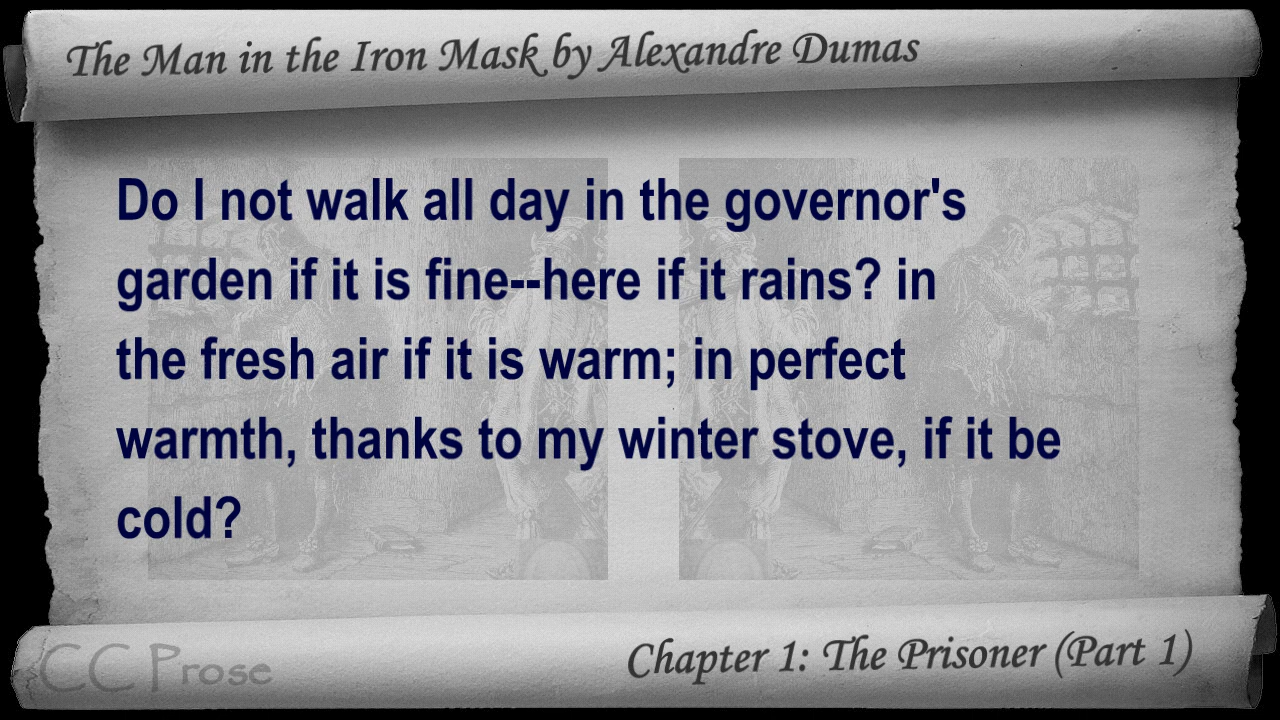 The Man in the Iron Mask by Alexandre Dumas
Do I not walk all day in the governor's
garden if it is fine--here if it rains? in
the fresh air if it is warm; in perfect
warmth, thanks to my winter stove, if it be
cold?
CC Prose
Chapter 1: The Prisoner (Part 1)